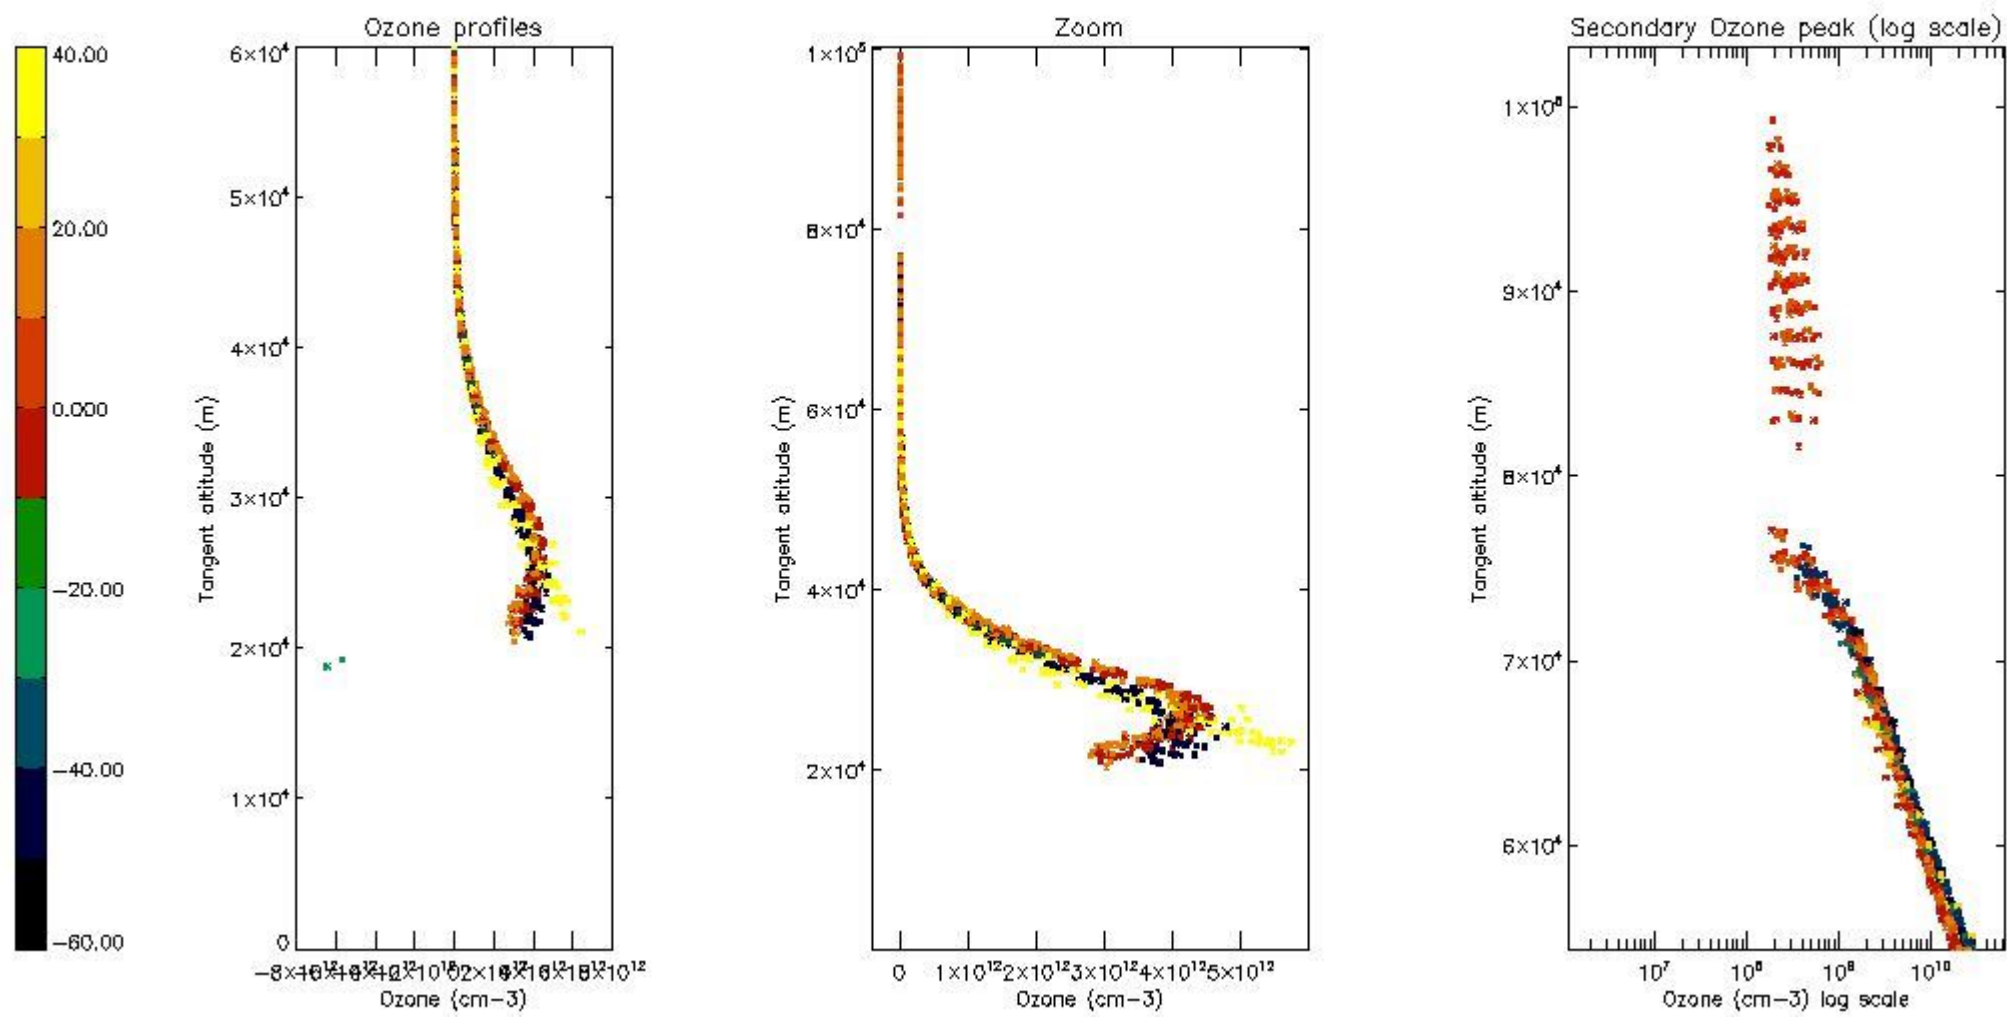 Ozone profiles
Zoom
Secondary Ozone peak (log scale)
40.00
20.00
0.000
-20.00
-40.00
-60.00
6×10⁴
5×10⁴
4×10⁴
3×10⁴
2×10⁴
1×10⁴
0
Tangent altitude (m)
Ozone (cm-3)
1×10⁵
8×10⁴
6×10⁴
4×10⁴
2×10⁴
Tangent altitude (m)
0 1×10¹² 2×10¹² 3×10¹² 4×10¹² 5×10¹²
Ozone (cm-3)
9×10⁴
8×10⁴
7×10⁴
6×10⁴
Tangent altitude (m)
10⁷ 10⁸ 10⁹ 10¹⁰
Ozone (cm-3) log scale